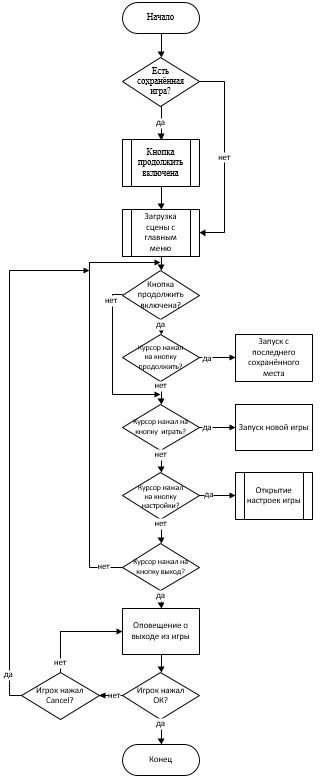 Начало
Есть
сохранённая
игра?
да
нет
Кнопка
продолжить
включена
Загрузка
сцены с
главным
меню
Кнопка
продолжить
включена?
нет
да
Курсор нажал
на кнопку
продолжить?
да
Запуск с
последнего
сохранённого
места
нет
Курсор нажал на
кнопку играть?
да
Запуск новой игры
нет
Курсор нажал
на кнопку
настройки?
да
Открытие
настроек игры
нет
Курсор нажал на
кнопку выход?
нет
да
Оповещение о
выходе из игры
нет
да
Игрок нажал
Cancel?
нет
Игрок нажал
ОК?
да
Конец